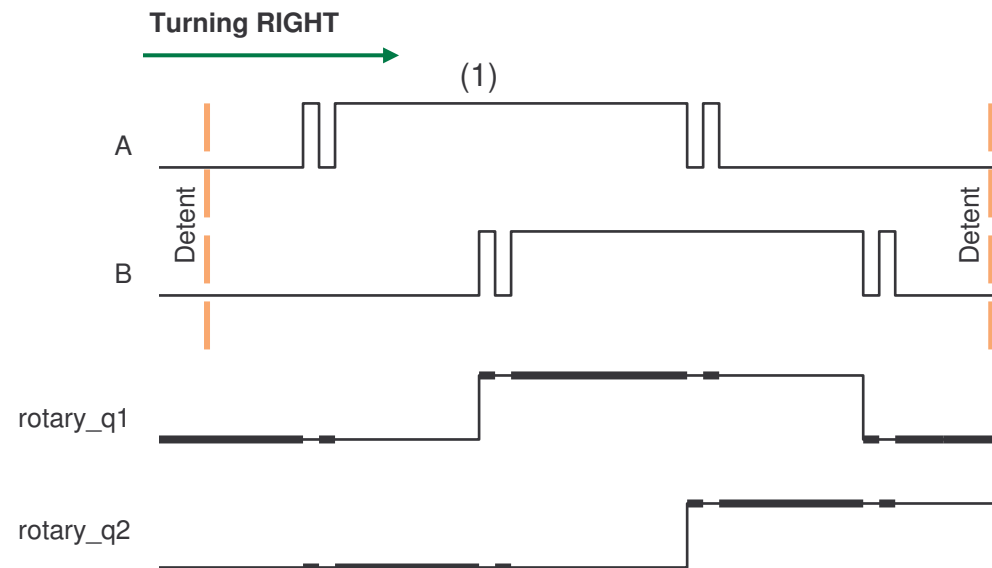 Turning RIGHT
(1)
A
Detent
Detent
B
rotary_q1
rotary_q2